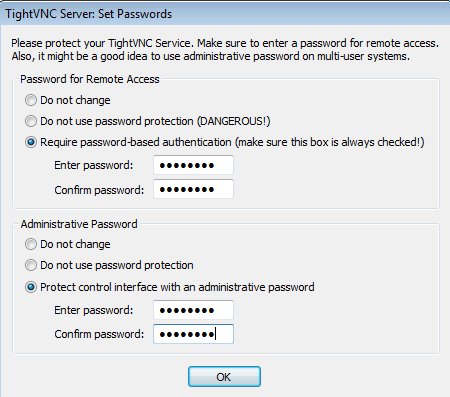 TightVNC Server: Set Passwords
Please protect your TightVNC Service. Make sure to enter a password for remote access.
Also, it might be a good idea to use administrative password on multi-user systems.
Password for Remote Access
Do not change
Do not use password protection (DANGEROUS!)
Require password-based authentication (make sure this box is always checked!)
Enter password: ●●●●●●●●
Confirm password: ●●●●●●●●
Administrative Password
Do not change
Do not use password protection
Protect control interface with an administrative password
Enter password: ●●●●●●●●
Confirm password: ●●●●●●●●
OK